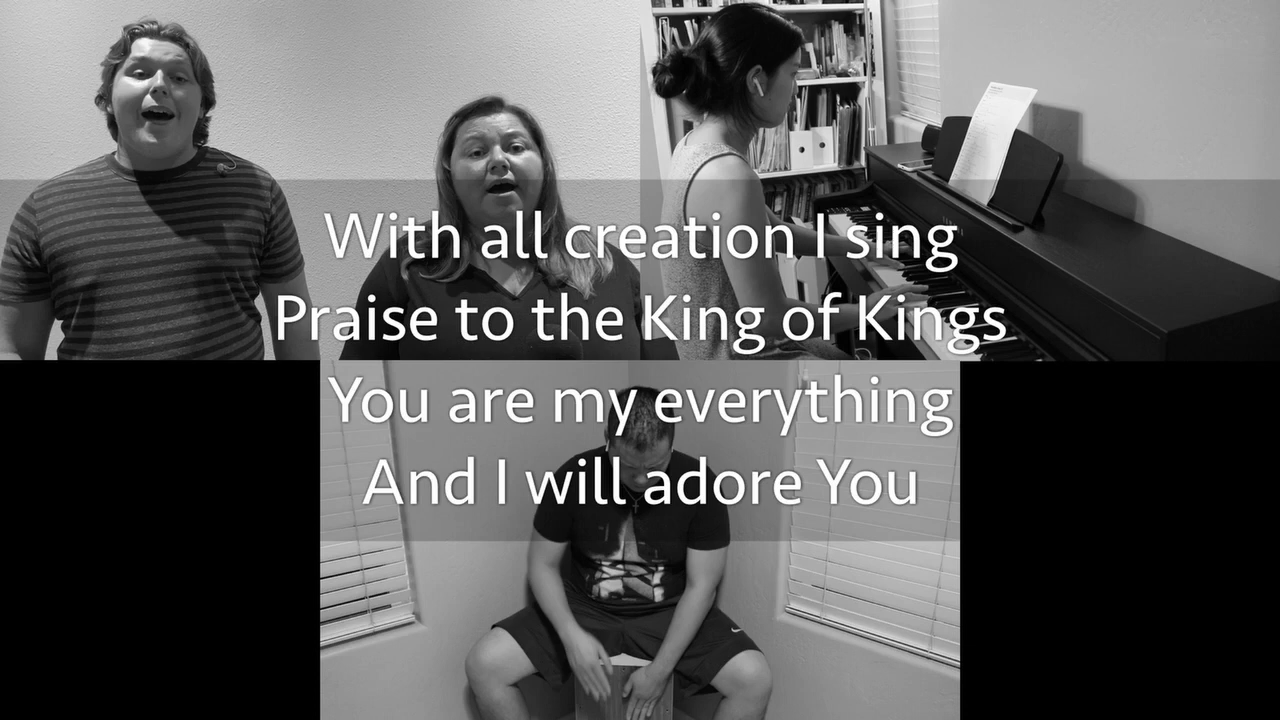 With all creation I sing
Praise to the King of Kings
You are my everything
And I will adore You